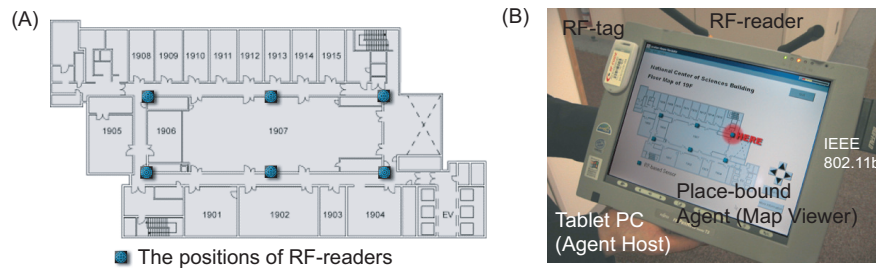 (A)
1908 1909 1910 1911 1912 1913 1914 1915
1905 1906 1907
1901 1902 1903 1904 EV
The positions of RF-readers
(B)
RF-tag
RF-reader
National Center of Sciences Building
Floor Map of 19F
HERE
IEEE
802.11b
Place-bound
Agent (Map Viewer)
Tablet PC
(Agent Host)